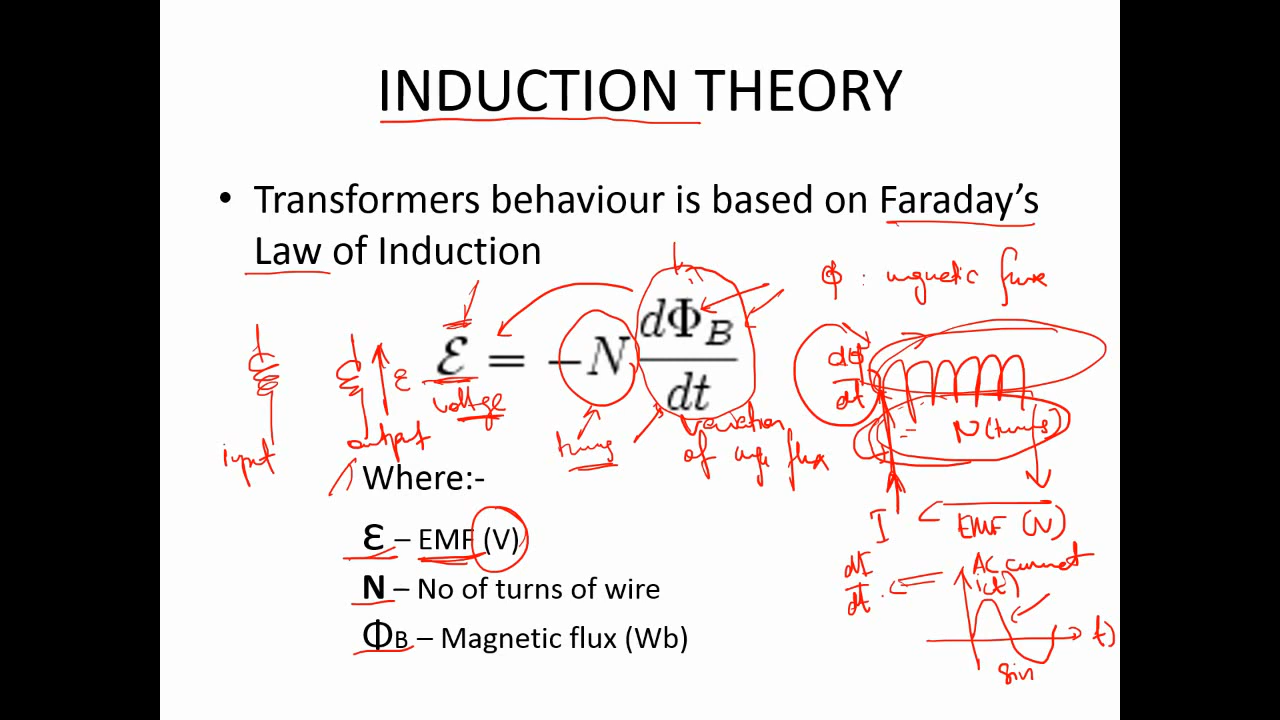 INDUCTION THEORY
• Transformers behaviour is based on Faraday's
Law of Induction
Φ : magnetic flux
ℰ = −N dΦB/dt
ε
voltage
turns
variation
of mag flux
input
output
dΦ/dt
N (turns)
I
EMF (N)
Where:-
ε – EMF (V)
N – No of turns of wire
ΦB – Magnetic flux (Wb)
dI/dt
AC current
i(t)
t)
sin